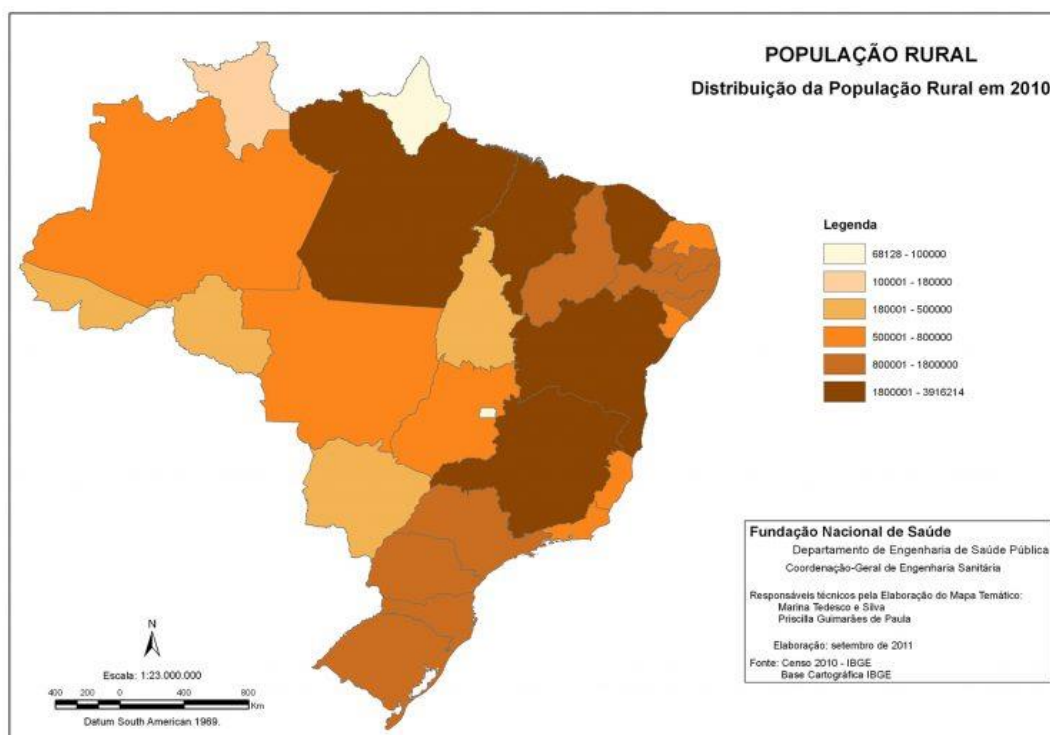 POPULAÇÃO RURAL
Distribuição da População Rural em 2010
Legenda
68128 - 100000
100001 - 180000
180001 - 500000
500001 - 800000
800001 - 1800000
1800001 - 3916214
Fundação Nacional de Saúde
Departamento de Engenharia de Saúde Pública
Coordenação-Geral de Engenharia Sanitária
Responsáveis técnicos pela Elaboração do Mapa Temático:
Marina Tedesco e Silva
Priscilla Guimarães de Paula
Elaboração: setembro de 2011
Fonte: Censo 2010 - IBGE
Base Cartográfica IBGE
N
Escala: 1:23.000.000
400 200 0 400 800
Km
Datum South American 1969.